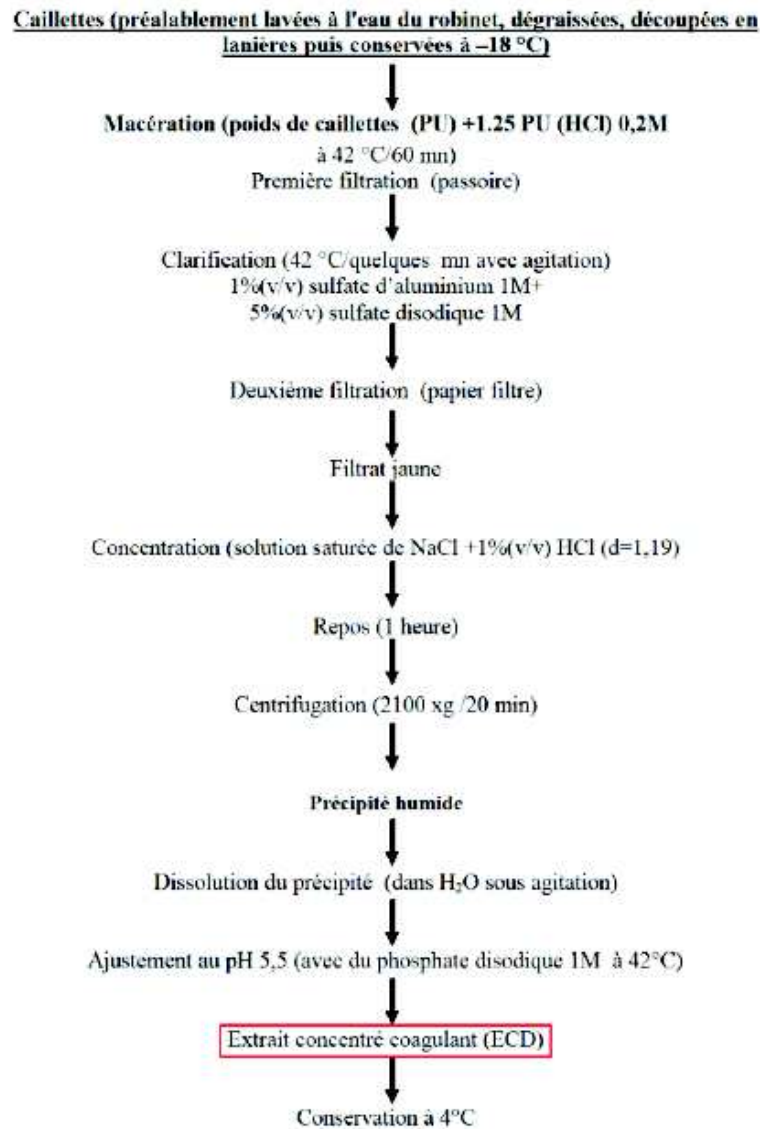 Caillettes (préalablement lavées à l'eau du robinet, dégraissées, découpées en
lanières puis conservées à –18 °C)
Macération (poids de caillettes (PU) +1.25 PU (HCl) 0,2M
à 42 °C/60 mn)
Première filtration (passoire)
Clarification (42 °C/quelques mn avec agitation)
1%(v/v) sulfate d'aluminium 1M+
5%(v/v) sulfate disodique 1M
Deuxième filtration (papier filtre)
Filtrat jaune
Concentration (solution saturée de NaCl +1%(v/v) HCl (d=1,19)
Repos (1 heure)
Centrifugation (2100 xg /20 min)
Précipité humide
Dissolution du précipité (dans H₂O sous agitation)
Ajustement au pH 5,5 (avec du phosphate disodique 1M à 42°C)
Extrait concentré coagulant (ECD)
Conservation à 4°C